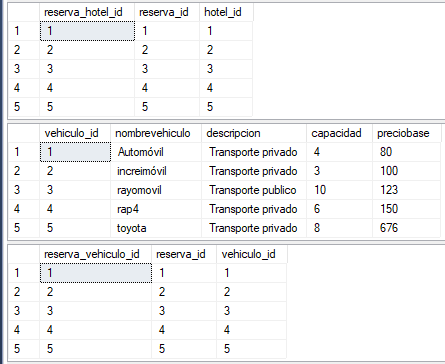 reserva_hotel_id reserva_id hotel_id
1 1 1 1
2 2 2 2
3 3 3 3
4 4 4 4
5 5 5 5
vehiculo_id nombrevehiculo descripcion capacidad preciobase
1 1 Automóvil Transporte privado 4 80
2 2 increimóvil Transporte privado 3 100
3 3 rayomovil Transporte publico 10 123
4 4 rap4 Transporte privado 6 150
5 5 toyota Transporte privado 8 676
reserva_vehiculo_id reserva_id vehiculo_id
1 1 1 1
2 2 2 2
3 3 3 3
4 4 4 4
5 5 5 5